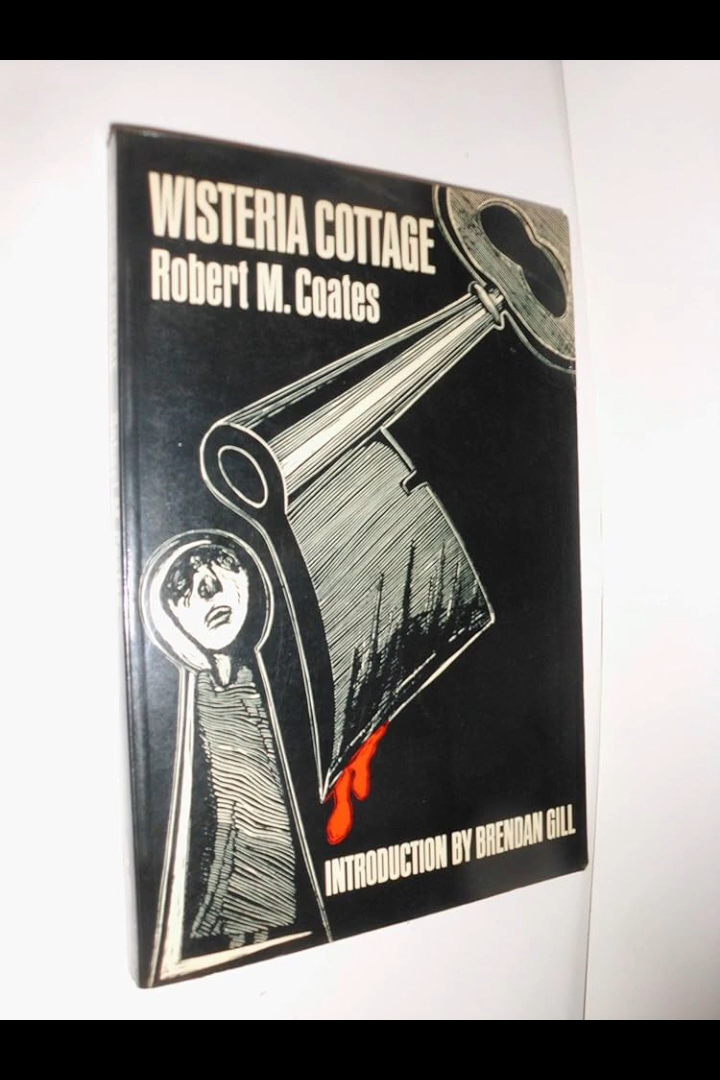 WISTERIA COTTAGE
Robert M. Coates
INTRODUCTION BY BRENDAN GILL